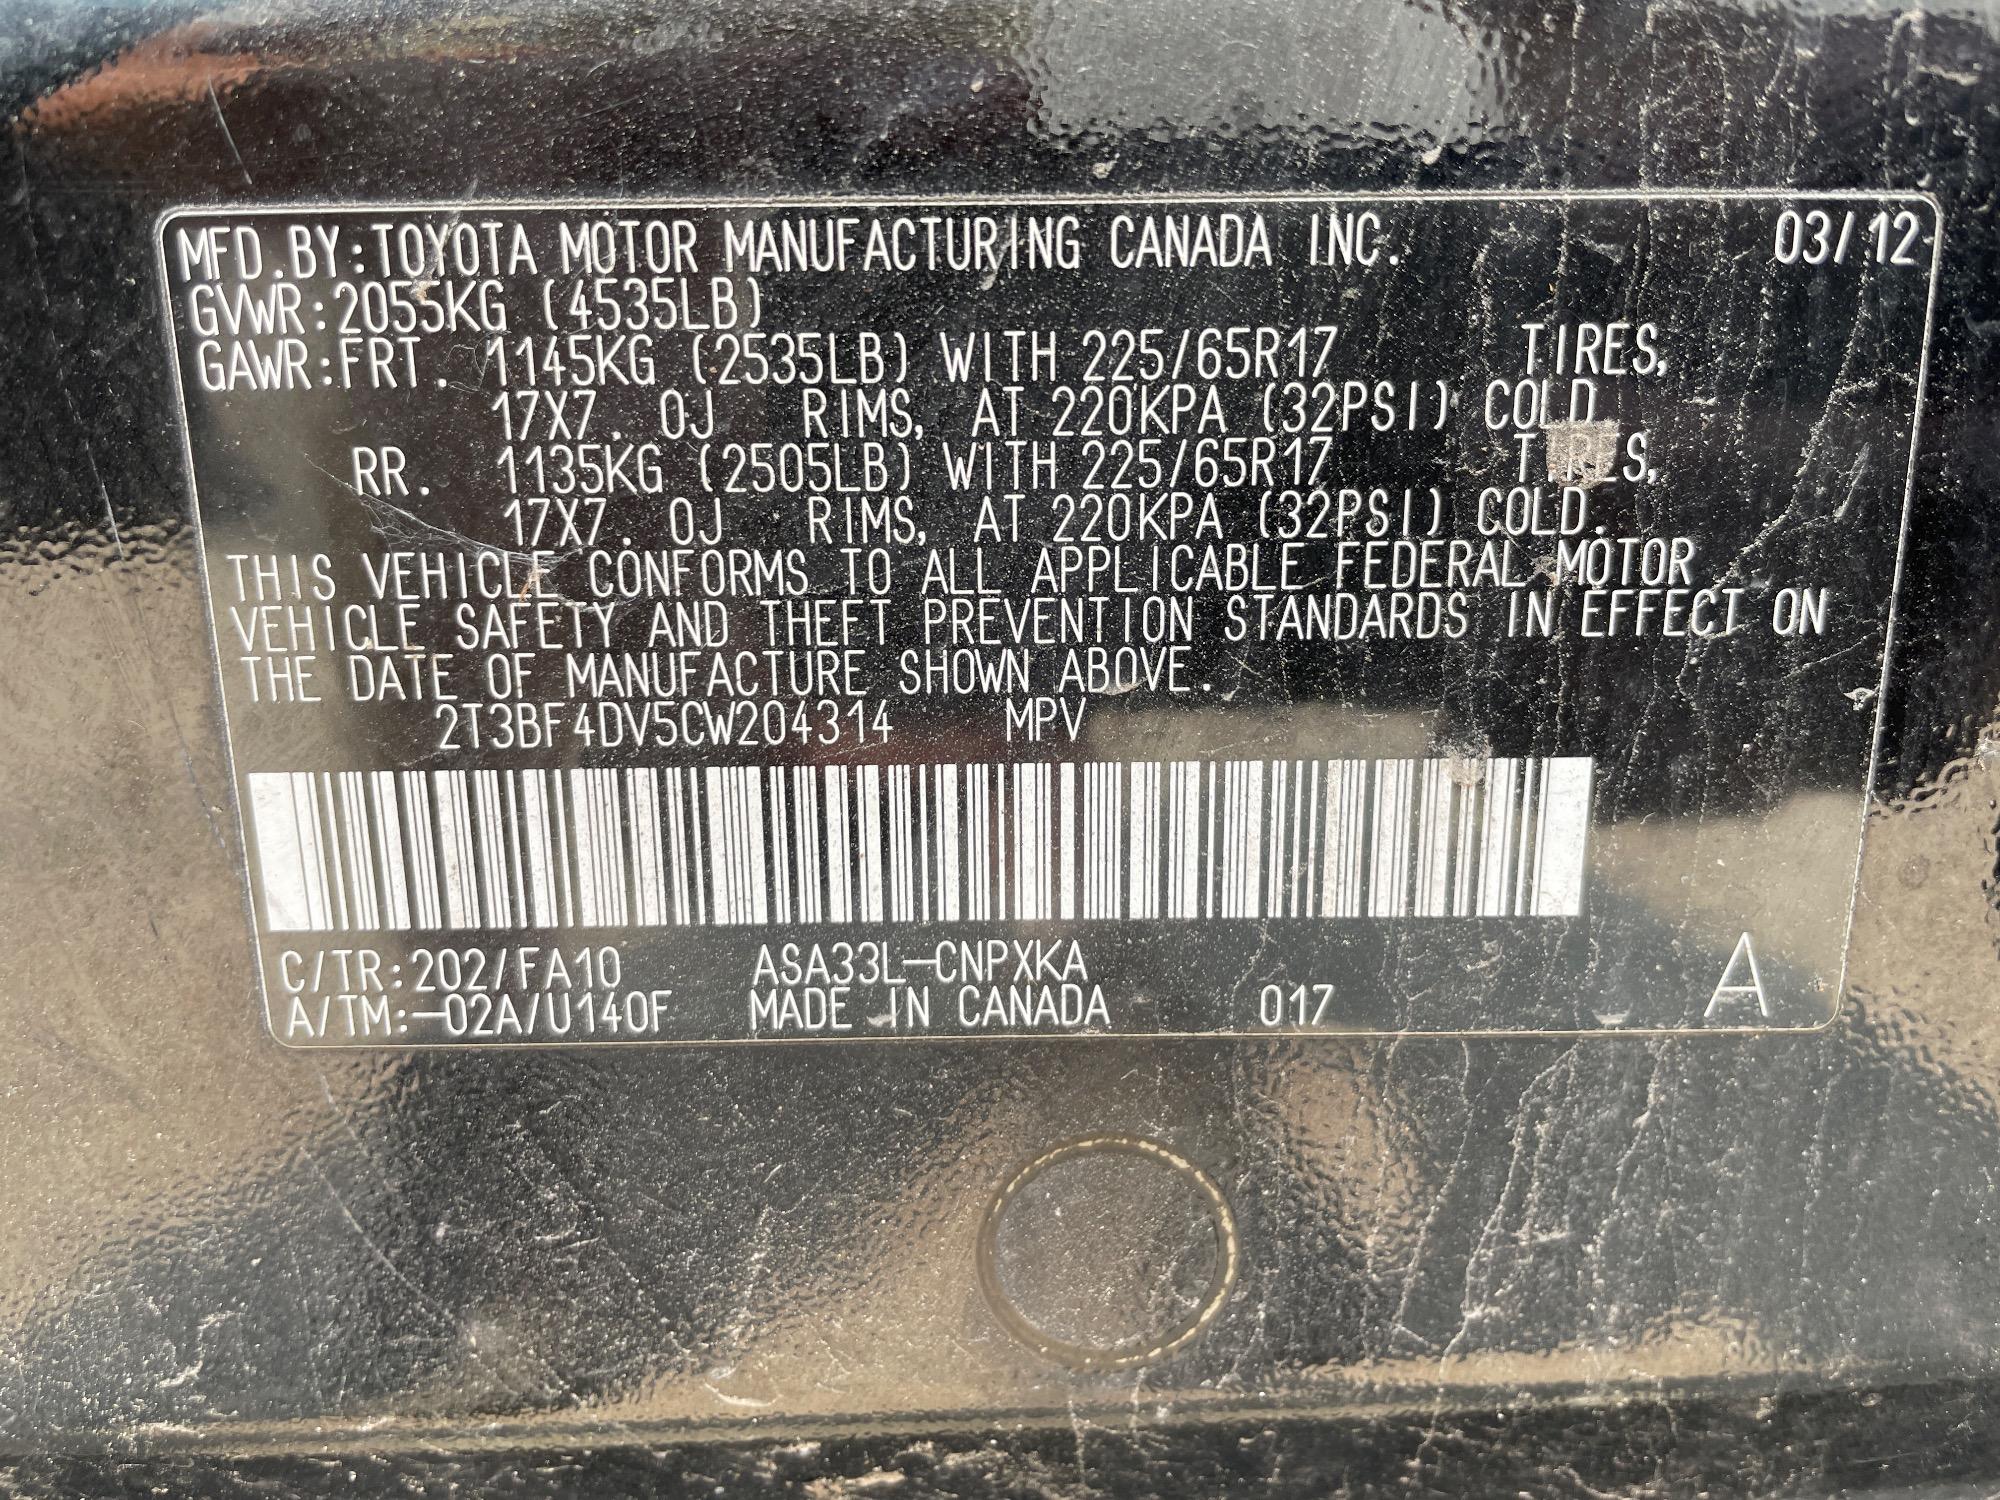 MFD.BY:TOYOTA MOTOR MANUFACTURING CANADA INC. 03/12
GVWR:2055KG (4535LB)
GAWR:FRT. 1145KG (2535LB) WITH 225/65R17 TIRES,
17X7.0J RIMS, AT 220KPA (32PSI) COLD
RR. 1135KG (2505LB) WITH 225/65R17 TIRES,
17X7.0J RIMS, AT 220KPA (32PSI) COLD.
THIS VEHICLE CONFORMS TO ALL APPLICABLE FEDERAL MOTOR
VEHICLE SAFETY AND THEFT PREVENTION STANDARDS IN EFFECT ON
THE DATE OF MANUFACTURE SHOWN ABOVE.
2T3BF4DV5CW204314 MPV
C/TR:202/FA10 ASA33L-CNPXKA
A/TM:-02A/U140F MADE IN CANADA 017 A